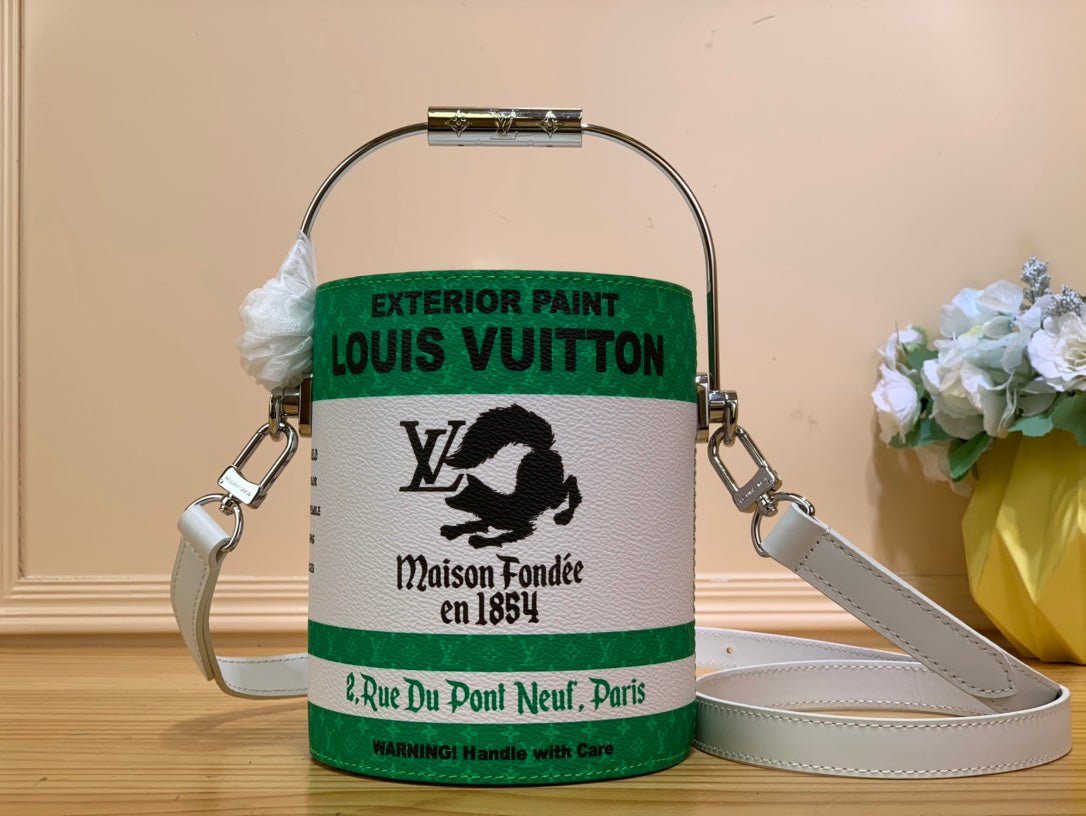 EXTERIOR PAINT
LOUIS VUITTON
LV
Maison Fondée
en 1854
2, Rue Du Pont Neuf, Paris
WARNING! Handle with Care